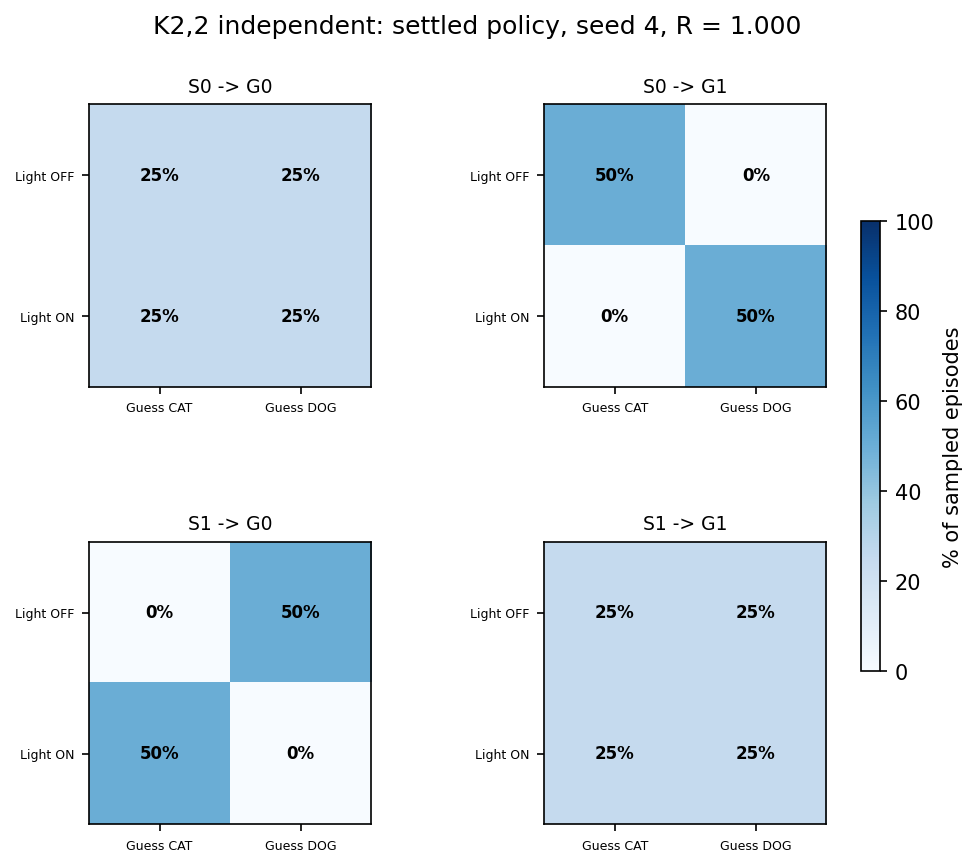 K2,2 independent: settled policy, seed 4, R = 1.000
S0 -> G0
Light OFF
25%
25%
Light ON
25%
25%
Guess CAT
Guess DOG
S0 -> G1
Light OFF
50%
0%
Light ON
0%
50%
Guess CAT
Guess DOG
S1 -> G0
Light OFF
0%
50%
Light ON
50%
0%
Guess CAT
Guess DOG
S1 -> G1
Light OFF
25%
25%
Light ON
25%
25%
Guess CAT
Guess DOG
100
80
60
40
20
0
% of sampled episodes